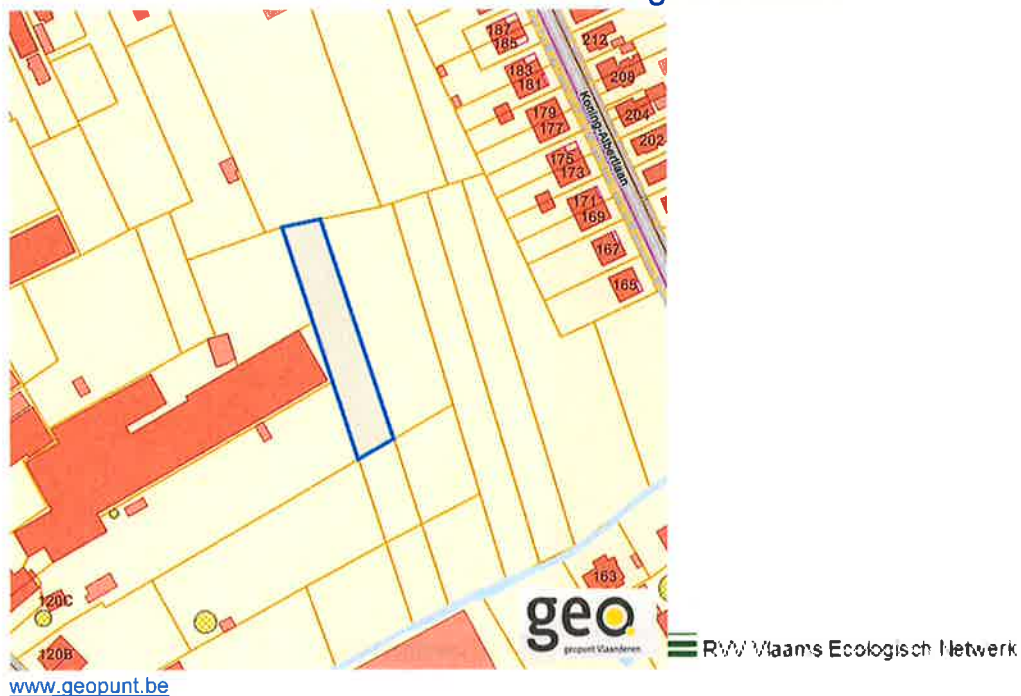 187
185
183
181
179
177
175
173
171
169
167
165
212
208
204
202
Koning-Albertlaan
163
120C
120B
geo
geopunt Vlaanderen
RVV Vlaams Ecologisch Netwerk
www.geopunt.be